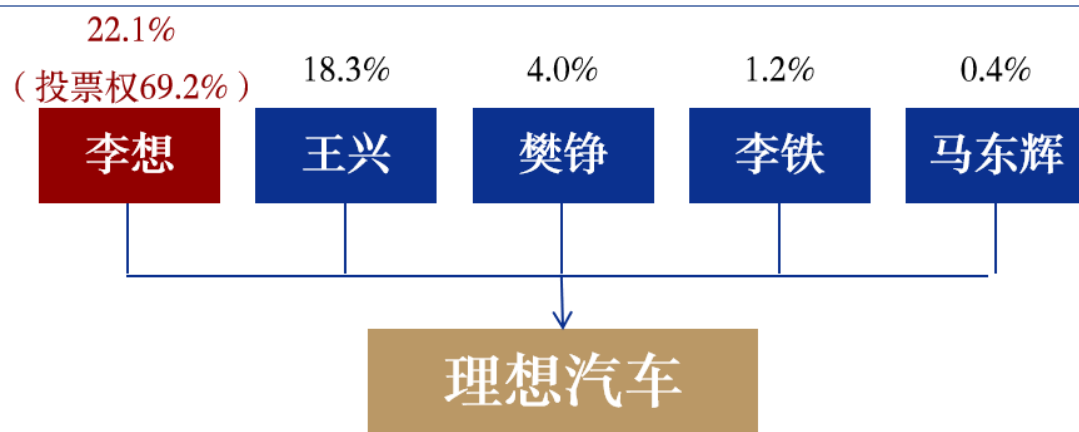 22.1%
（投票权69.2%）
18.3%
4.0%
1.2%
0.4%
李想
王兴
樊铮
李铁
马东辉
理想汽车